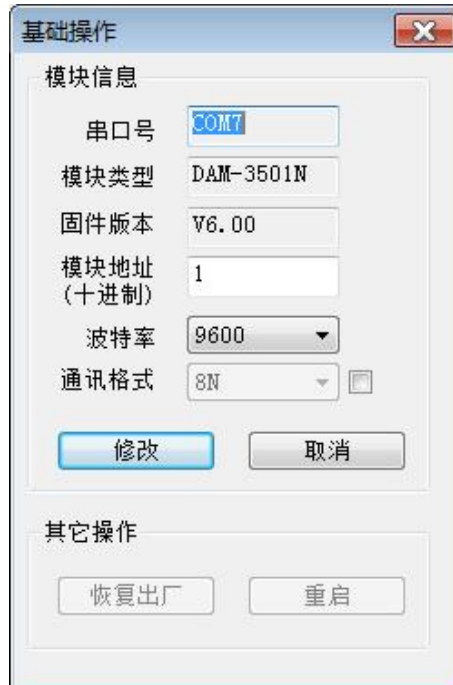 基础操作
模块信息
串口号 COM7
模块类型 DAM-3501N
固件版本 V6.00
模块地址 1
(十进制)
波特率 9600
通讯格式 8N
修改 取消
其它操作
恢复出厂 重启